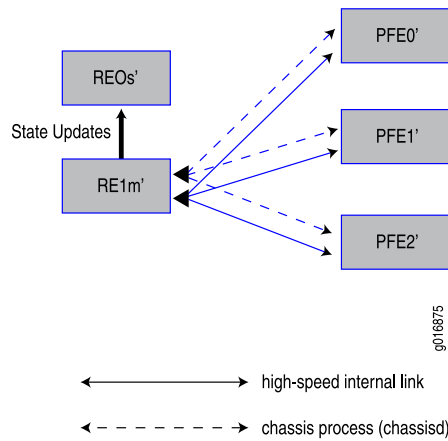 PFE0'
REOs'
State Updates
PFE1'
RE1m'
PFE2'
g016875
high-speed internal link
chassis process (chassisd)